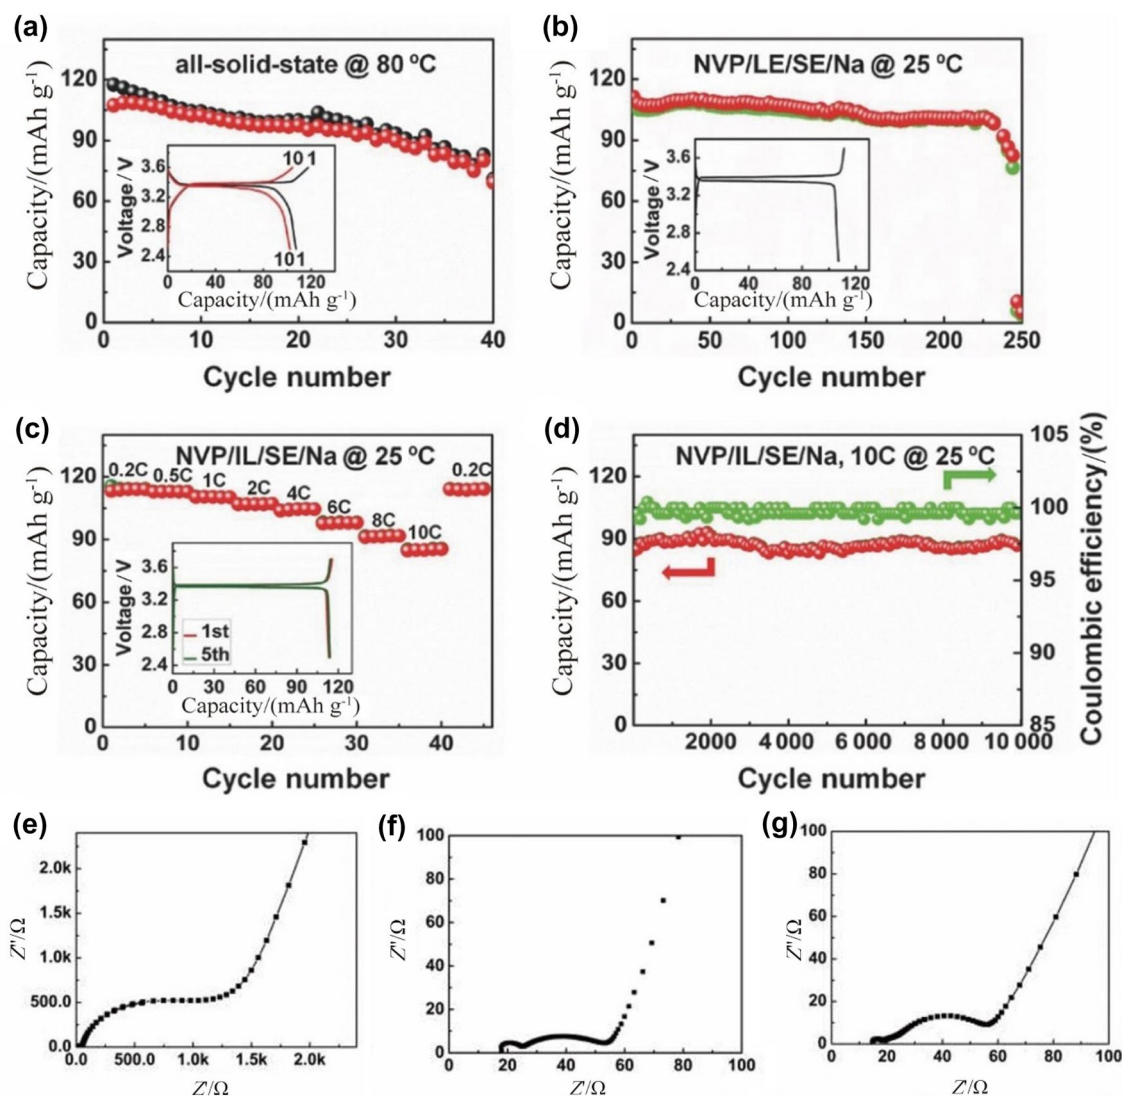 (a)
all-solid-state @ 80 ºC
Capacity/(mAh g-1)
120
90
60
30
0
Voltage / V
3.6
3.2
2.8
2.4
10 1
10 1
0 40 80 120
Capacity/(mAh g-1)
0 10 20 30 40
Cycle number
(b)
NVP/LE/SE/Na @ 25 ºC
Capacity/(mAh g-1)
120
90
60
30
0
Voltage / V
3.6
3.2
2.8
2.4
0 40 80 120
Capacity/(mAh g-1)
0 50 100 150 200 250
Cycle number
(c)
NVP/IL/SE/Na @ 25 ºC
Capacity/(mAh g-1)
120
90
60
30
0
0.2C 0.5C 1C 2C 4C 6C 8C 10C 0.2C
Voltage / V
3.6
3.2
2.8
2.4
1st
5th
0 30 60 90 120
Capacity/(mAh g-1)
0 10 20 30 40
Cycle number
(d)
NVP/IL/SE/Na, 10C @ 25 ºC
Capacity/(mAh g-1)
120
90
60
30
0
Coulombic efficiency/(%)
105
100
95
90
85
2000 4 000 6 000 8 000 10 000
Cycle number
(e)
Z''/Ω
2.0k
1.5k
1.0k
500.0
0.0
0.0 500.0 1.0k 1.5k 2.0k
Z'/Ω
(f)
Z''/Ω
100
80
60
40
20
0
0 20 40 60 80 100
Z'/Ω
(g)
Z''/Ω
100
80
60
40
20
0
0 20 40 60 80 100
Z'/Ω